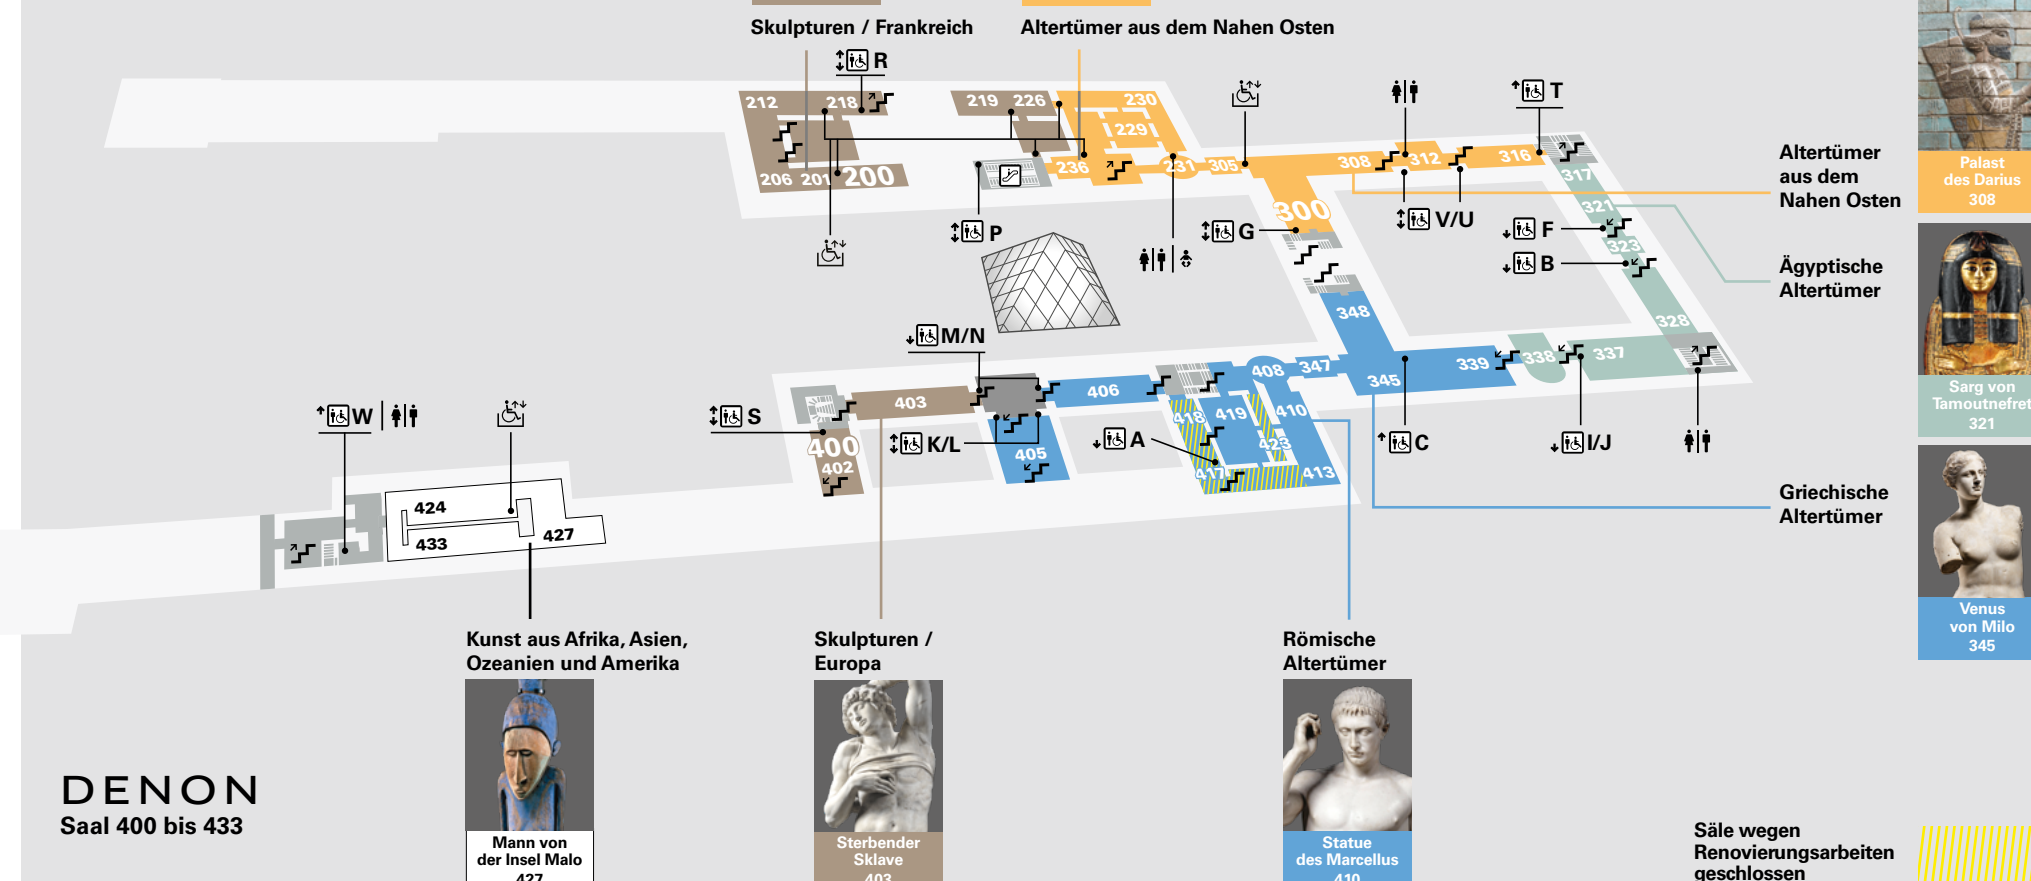 Skulpturen / Frankreich
Altertümer aus dem Nahen Osten
R
212
218
219
226
230
229
T
206
201
200
236
231
305
308
312
316
317
321
323
328
300
P
G
V/U
F
B
Altertümer
aus dem
Nahen Osten
Palast
des Darius
308
Ägyptische
Altertümer
Sarg von
Tamoutnefret
321
348
M/N
408
347
345
339
338
337
403
406
418
419
410
423
417
413
W
S
400
402
K/L
405
A
C
I/J
424
433
427
Griechische
Altertümer
Venus
von Milo
345
Kunst aus Afrika, Asien,
Ozeanien und Amerika
Skulpturen /
Europa
Römische
Altertümer
DENON
Saal 400 bis 433
Mann von
der Insel Malo
427
Sterbender
Sklave
403
Statue
des Marcellus
410
Säle wegen
Renovierungsarbeiten
geschlossen